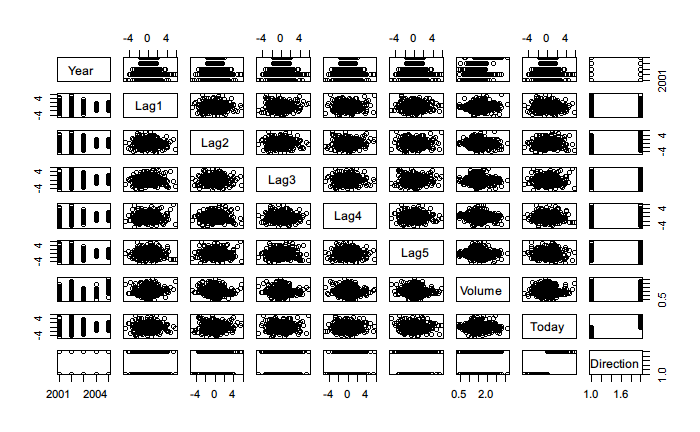 -4 0 4 -4 0 4 -4 0 4 -4 0 4
Year
2001
-4 4
Lag1
Lag2
-4 4
-4 4
Lag3
Lag4
-4 4
-4 4
Lag5
Volume
0.5
-4 4
Today
Direction
1.0
2001 2004 -4 0 4 -4 0 4 0.5 2.0 1.0 1.6